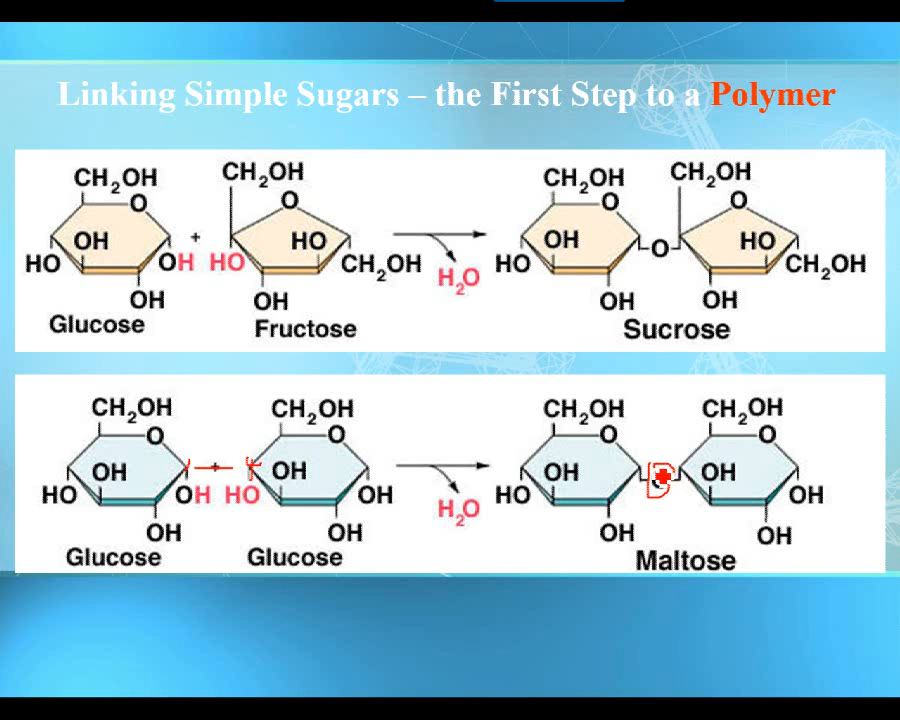 Linking Simple Sugars – the First Step to a Polymer
CH₂OH CH₂OH CH₂OH CH₂OH
O O O O
OH + HO OH O HO
HO OH HO CH₂OH H₂O HO CH₂OH
OH OH OH OH
Glucose Fructose Sucrose
CH₂OH CH₂OH CH₂OH CH₂OH
O O O O
OH + OH OH OH
HO OH HO OH H₂O HO OH
OH OH OH OH
Glucose Glucose Maltose